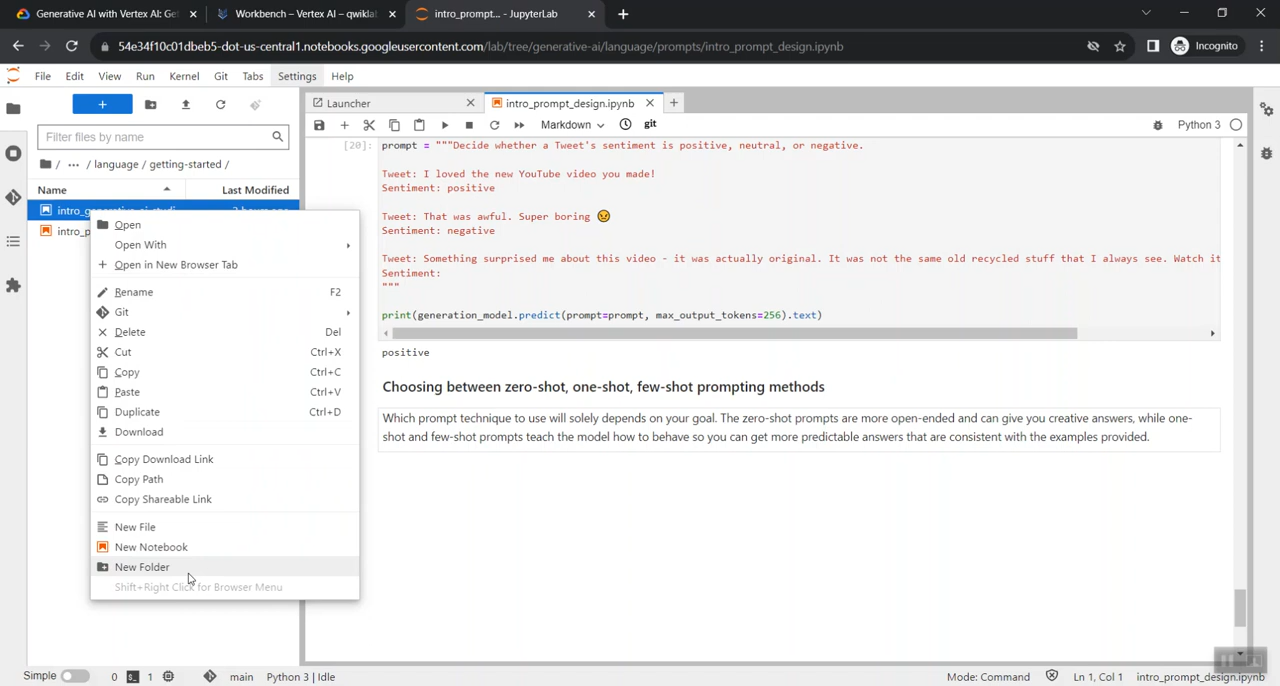 Generative AI with Vertex AI: Get
Workbench – Vertex AI – qwiklab
intro_prompt... - JupyterLab
54e34f10c01dbeb5-dot-us-central1.notebooks.googleusercontent.com/lab/tree/generative-ai/language/prompts/intro_prompt_design.ipynb
Incognito
File Edit View Run Kernel Git Tabs Settings Help
Launcher
intro_prompt_design.ipynb
Filter files by name
Markdown
git
Python 3
/ ... / language / getting-started /
Name
Last Modified
intro_generative_ai_studi
intro_p
Open
Open With
Open in New Browser Tab
Rename F2
Git
Delete Del
Cut Ctrl+X
Copy Ctrl+C
Paste Ctrl+V
Duplicate Ctrl+D
Download
Copy Download Link
Copy Path
Copy Shareable Link
New File
New Notebook
New Folder
Shift+Right Click for Browser Menu
[20]: prompt = """Decide whether a Tweet's sentiment is positive, neutral, or negative.
Tweet: I loved the new YouTube video you made!
Sentiment: positive
Tweet: That was awful. Super boring 😠
Sentiment: negative
Tweet: Something surprised me about this video - it was actually original. It was not the same old recycled stuff that I always see. Watch it
Sentiment:
"""
print(generation_model.predict(prompt=prompt, max_output_tokens=256).text)
positive
Choosing between zero-shot, one-shot, few-shot prompting methods
Which prompt technique to use will solely depends on your goal. The zero-shot prompts are more open-ended and can give you creative answers, while one-
shot and few-shot prompts teach the model how to behave so you can get more predictable answers that are consistent with the examples provided.
Simple 0 1 main Python 3 | Idle
Mode: Command Ln 1, Col 1 intro_prompt_design.ipynb